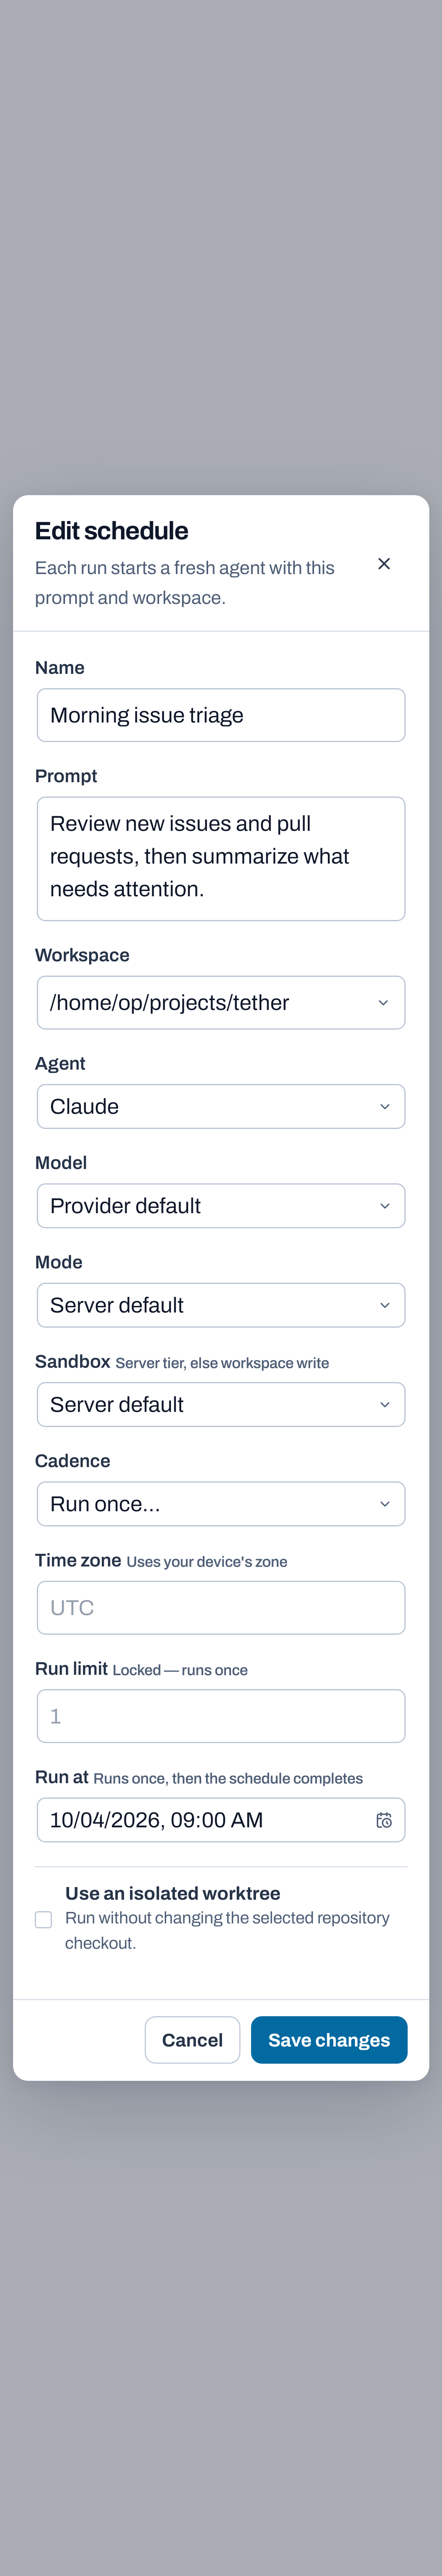 Edit schedule
Each run starts a fresh agent with this
prompt and workspace.
Name
Morning issue triage
Prompt
Review new issues and pull
requests, then summarize what
needs attention.
Workspace
/home/op/projects/tether
Agent
Claude
Model
Provider default
Mode
Server default
Sandbox Server tier, else workspace write
Server default
Cadence
Run once...
Time zone Uses your device's zone
UTC
Run limit Locked — runs once
1
Run at Runs once, then the schedule completes
10/04/2026, 09:00 AM
Use an isolated worktree
Run without changing the selected repository
checkout.
Cancel Save changes